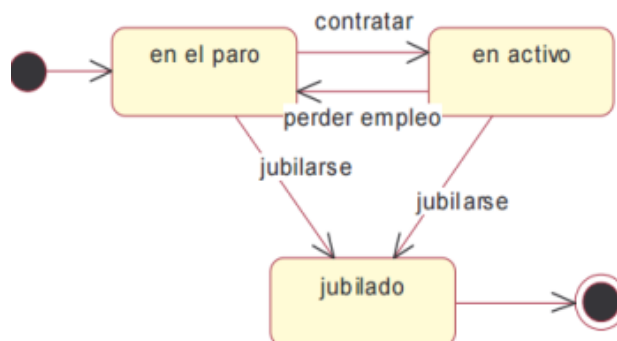 contratar
en el paro
en activo
perder empleo
jubilarse
jubilarse
jubilado